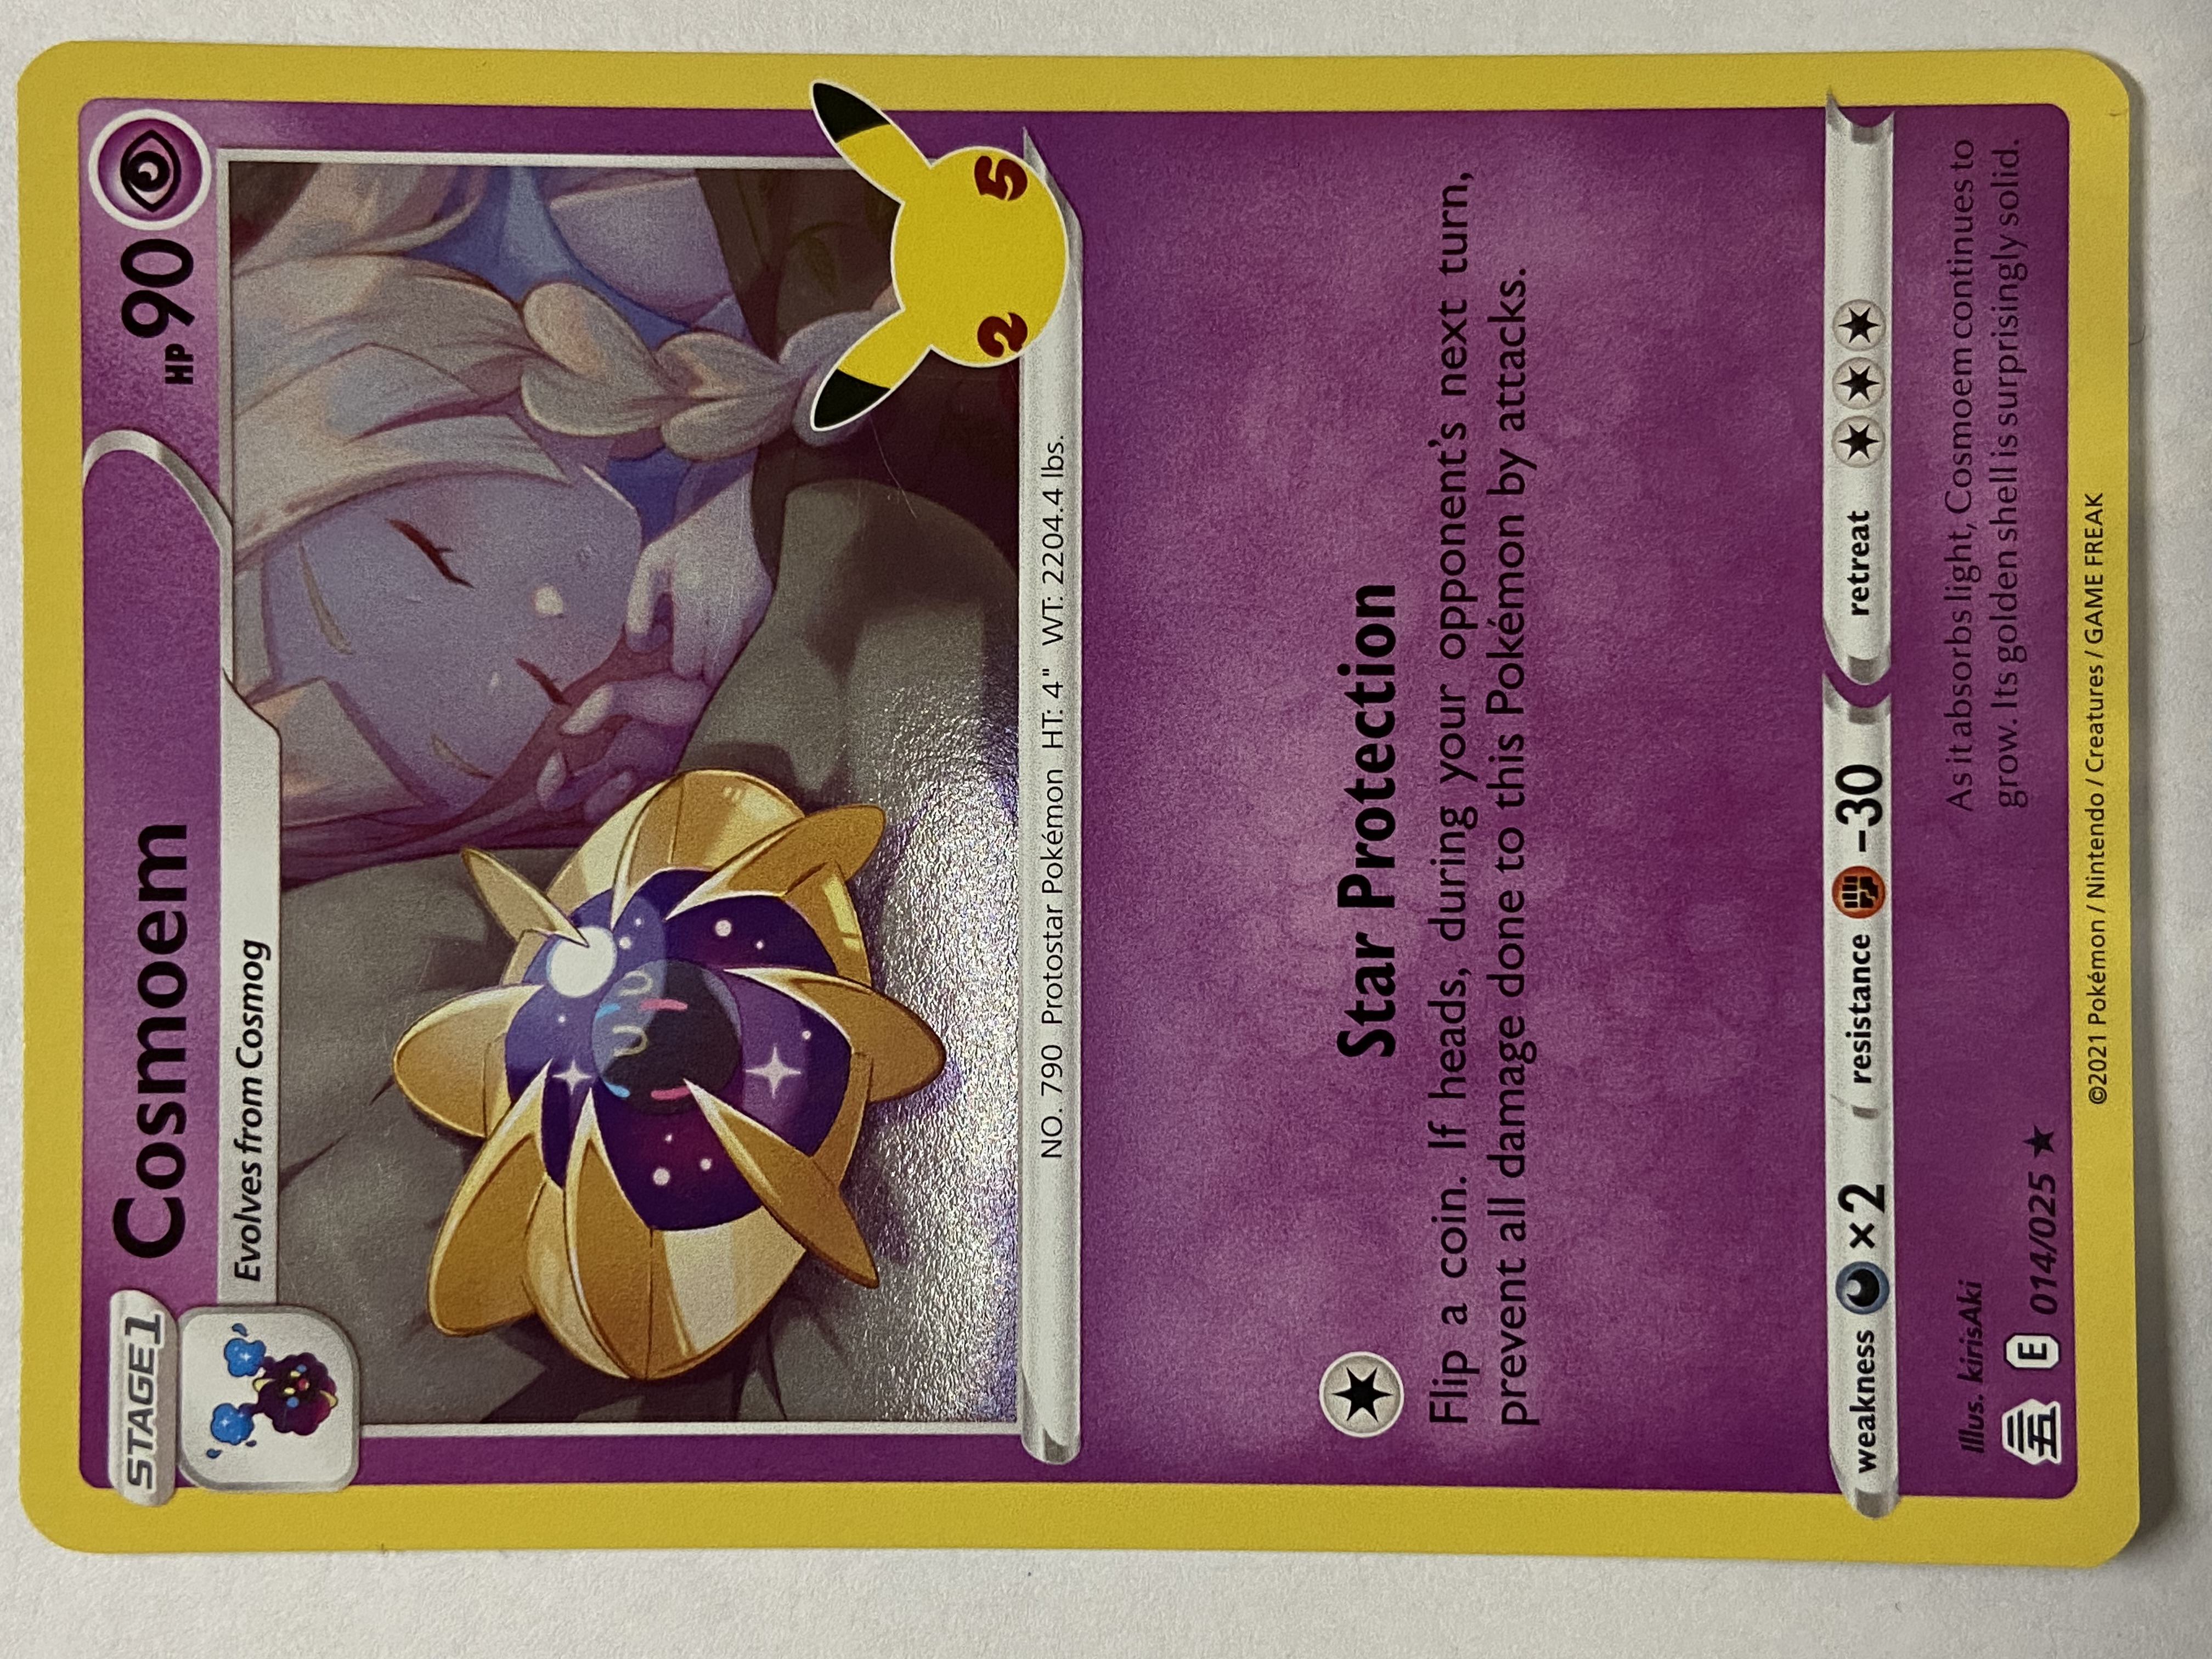 STAGE1
Cosmoem
HP 90
Evolves from Cosmog
2 5
NO. 790 Protostar Pokémon HT: 4" WT: 2204.4 lbs.
Star Protection
Flip a coin. If heads, during your opponent's next turn,
prevent all damage done to this Pokémon by attacks.
weakness ×2 resistance -30 retreat
Illus. kirisAki
As it absorbs light, Cosmoem continues to
grow. Its golden shell is surprisingly solid.
E 014/025 ★
©2021 Pokémon / Nintendo / Creatures / GAME FREAK